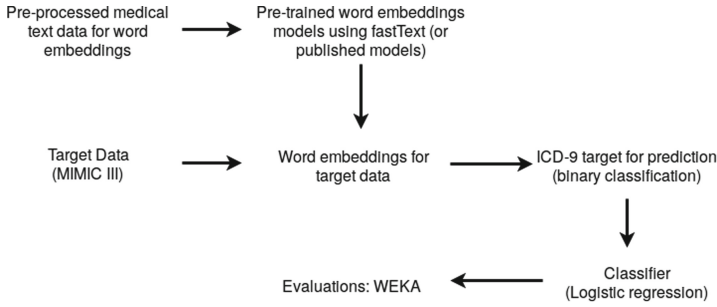 Pre-processed medical
text data for word
embeddings
Pre-trained word embeddings
models using fastText (or
published models)
Target Data
(MIMIC III)
Word embeddings for
target data
ICD-9 target for prediction
(binary classification)
Classifier
(Logistic regression)
Evaluations: WEKA